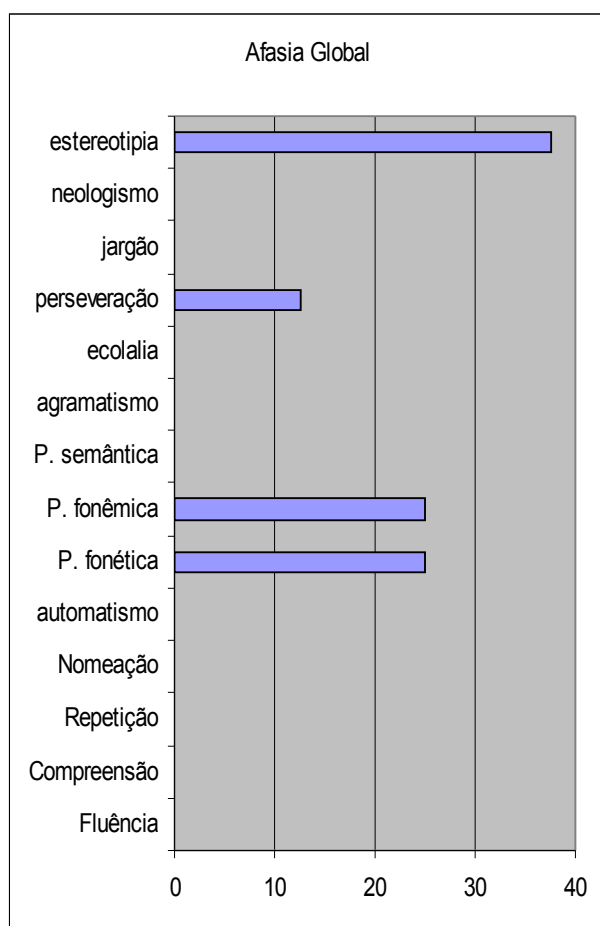 Afasia Global
estereotipia
neologismo
jargão
perseveração
ecolalia
agramatismo
P. semântica
P. fonêmica
P. fonética
automatismo
Nomeação
Repetição
Compreensão
Fluência
0 10 20 30 40